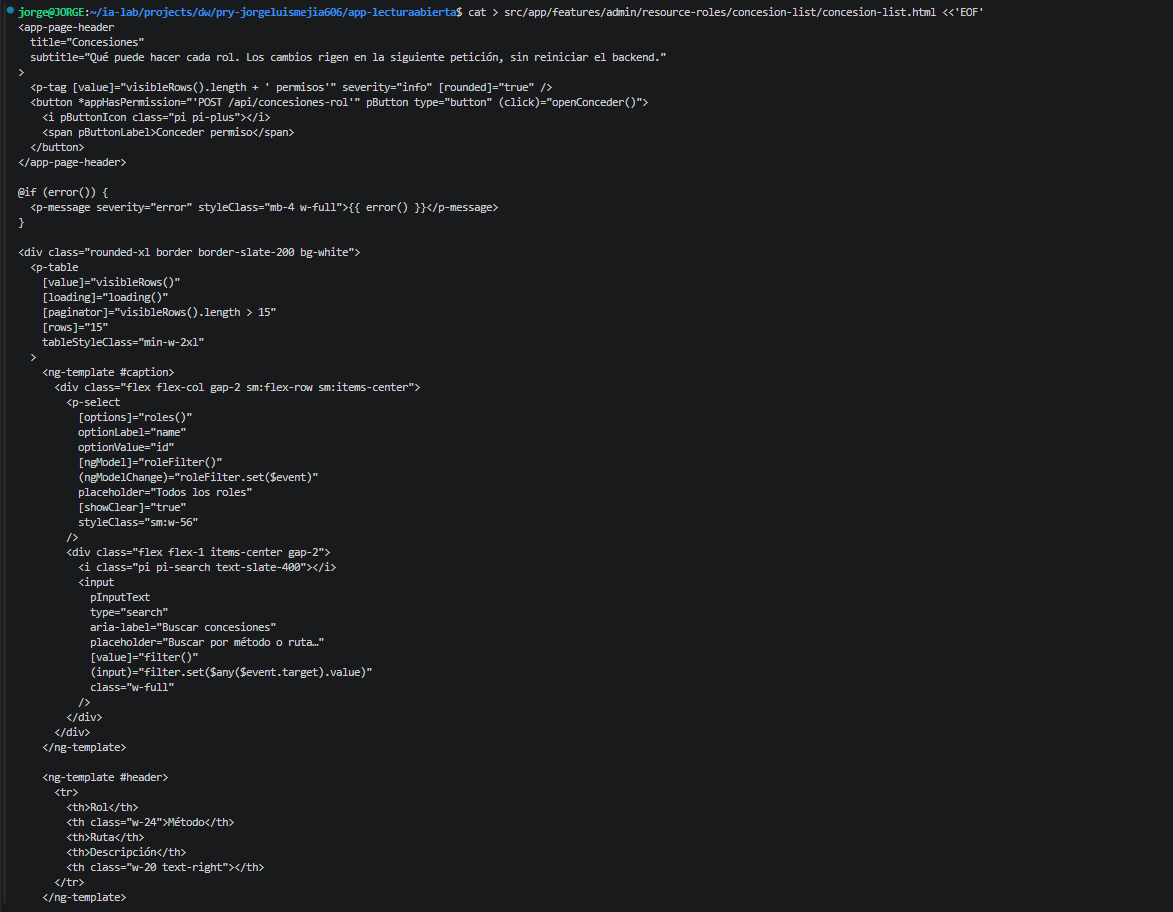 jorge@JORGE:~/ia-lab/projects/dw/pry-jorgeluismejia606/app-lecturaabierta$ cat > src/app/features/admin/resource-roles/concesion-list/concesion-list.html <<'EOF'
<app-page-header
  title="Concesiones"
  subtitle="Qué puede hacer cada rol. Los cambios rigen en la siguiente petición, sin reiniciar el backend."
>
  <p-tag [value]="visibleRows().length + ' permisos'" severity="info" [rounded]="true" />
  <button *appHasPermission="'POST /api/concesiones-rol'" pButton type="button" (click)="openConceder()">
    <i pButtonIcon class="pi pi-plus"></i>
    <span pButtonLabel>Conceder permiso</span>
  </button>
</app-page-header>

@if (error()) {
  <p-message severity="error" styleClass="mb-4 w-full">{{ error() }}</p-message>
}

<div class="rounded-xl border border-slate-200 bg-white">
  <p-table
    [value]="visibleRows()"
    [loading]="loading()"
    [paginator]="visibleRows().length > 15"
    [rows]="15"
    tableStyleClass="min-w-2xl"
  >
    <ng-template #caption>
      <div class="flex flex-col gap-2 sm:flex-row sm:items-center">
        <p-select
          [options]="roles()"
          optionLabel="name"
          optionValue="id"
          [ngModel]="roleFilter()"
          (ngModelChange)="roleFilter.set($event)"
          placeholder="Todos los roles"
          [showClear]="true"
          styleClass="sm:w-56"
        />
        <div class="flex flex-1 items-center gap-2">
          <i class="pi pi-search text-slate-400"></i>
          <input
            pInputText
            type="search"
            aria-label="Buscar concesiones"
            placeholder="Buscar por método o ruta…"
            [value]="filter()"
            (input)="filter.set($any($event.target).value)"
            class="w-full"
          />
        </div>
      </div>
    </ng-template>

    <ng-template #header>
      <tr>
        <th>Rol</th>
        <th class="w-24">Método</th>
        <th>Ruta</th>
        <th>Descripción</th>
        <th class="w-20 text-right"></th>
      </tr>
    </ng-template>